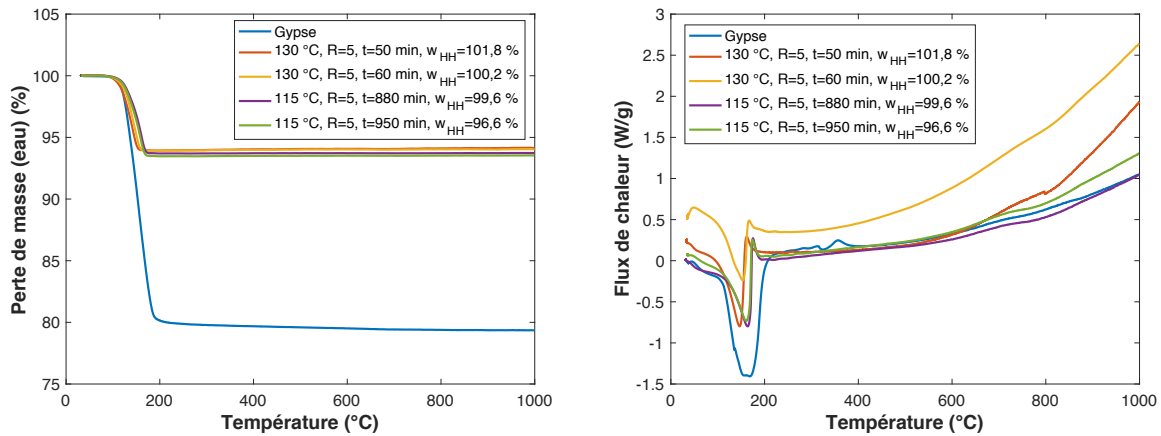 105
100
95
90
85
80
75
Perte de masse (eau) (%)
Gypse
130 °C, R=5, t=50 min, wHH=101,8 %
130 °C, R=5, t=60 min, wHH=100,2 %
115 °C, R=5, t=880 min, wHH=99,6 %
115 °C, R=5, t=950 min, wHH=96,6 %
0 200 400 600 800 1000
Température (°C)
3
2.5
2
1.5
1
0.5
0
-0.5
-1
-1.5
Flux de chaleur (W/g)
Gypse
130 °C, R=5, t=50 min, wHH=101,8 %
130 °C, R=5, t=60 min, wHH=100,2 %
115 °C, R=5, t=880 min, wHH=99,6 %
115 °C, R=5, t=950 min, wHH=96,6 %
0 200 400 600 800 1000
Température (°C)